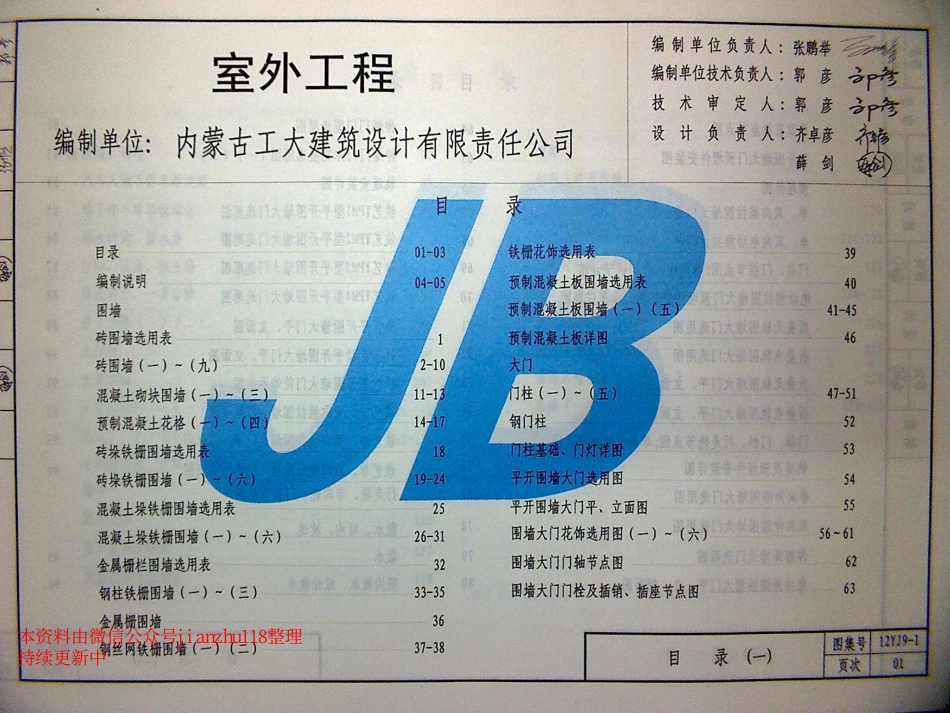 室外工程
编制单位: 内蒙古工大建筑设计有限责任公司
编制单位负责人: 张鹏举
编制单位技术负责人: 郭 彦
技术审定人: 郭 彦
设计负责人: 齐卓彦
薛 剑
目 录
目录 01-03
编制说明 04-05
围墙
砖围墙选用表 1
砖围墙(一)~(九) 2-10
混凝土砌块围墙(一)~(三) 11-13
预制混凝土花格(一)~(四) 14-17
砖垛铁栅围墙选用表 18
砖垛铁栅围墙(一)~(六) 19-24
混凝土垛铁栅围墙选用表 25
混凝土垛铁栅围墙(一)~(六) 26-31
金属栅栏围墙选用表 32
钢柱铁栅围墙(一)~(三) 33-35
金属栅围墙 36
钢丝网铁栅围墙(一)(二) 37-38
铁栅花饰选用表 39
预制混凝土板围墙选用表 40
预制混凝土板围墙(一)(五) 41-45
预制混凝土板详图 46
大门
门柱(一)~(五) 47-51
钢门柱 52
门柱基础、门灯详图 53
平开围墙大门选用图 54
平开围墙大门平、立面图 55
围墙大门花饰选用图(一)~(六) 56~61
围墙大门门轴节点图 62
围墙大门门栓及插销、插座节点图 63
本资料由微信公众号jianzhu118整理
持续更新中
目 录 (一)
图集号 12YJ9-1
页次 01
JB